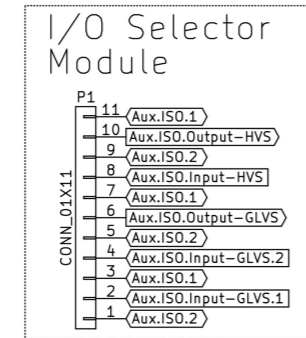 I/O Selector
Module
P1
CONN_01X11
11 Aux.ISO.1
10 Aux.ISO.Output-HVS
9 Aux.ISO.2
8 Aux.ISO.Input-HVS
7 Aux.ISO.1
6 Aux.ISO.Output-GLVS
5 Aux.ISO.2
4 Aux.ISO.Input-GLVS.2
3 Aux.ISO.1
2 Aux.ISO.Input-GLVS.1
1 Aux.ISO.2